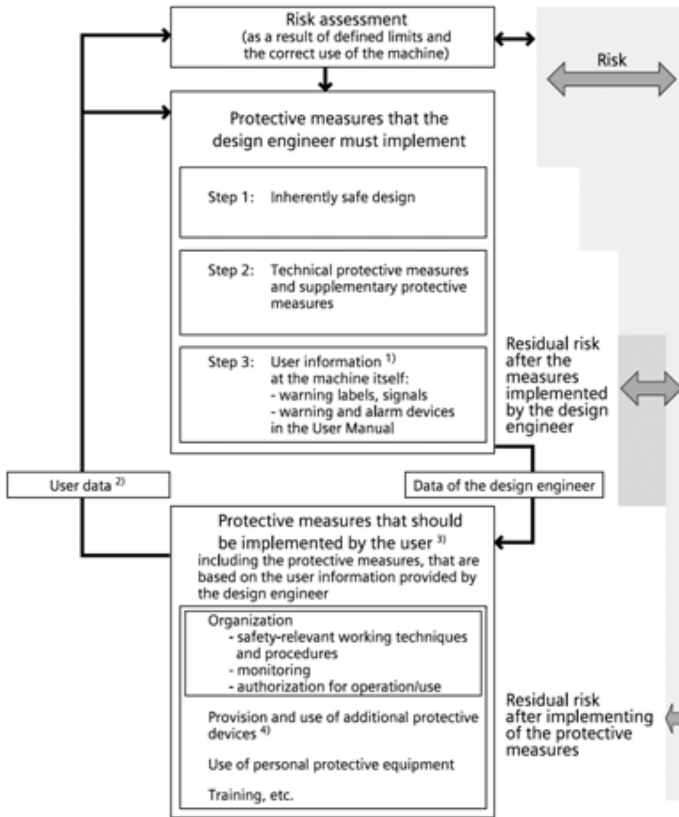 Risk assessment
(as a result of defined limits and
the correct use of the machine)
Risk
Protective measures that the
design engineer must implement
Step 1: Inherently safe design
Step 2: Technical protective measures
and supplementary protective
measures
Step 3: User information 1)
at the machine itself:
- warning labels, signals
- warning and alarm devices
in the User Manual
Residual risk
after the
measures
implemented
by the design
engineer
User data 2)
Data of the design engineer
Protective measures that should
be implemented by the user 3)
including the protective measures, that are
based on the user information provided by
the design engineer
Organization
- safety-relevant working techniques
and procedures
- monitoring
- authorization for operation/use
Provision and use of additional protective
devices 4)
Use of personal protective equipment
Training, etc.
Residual risk
after implementing
of the protective
measures